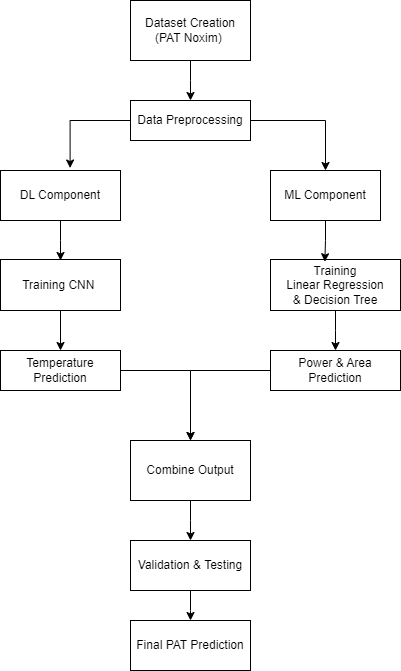 Dataset Creation
(PAT Noxim)
Data Preprocessing
DL Component
ML Component
Training CNN
Training
Linear Regression
& Decision Tree
Temperature
Prediction
Power & Area
Prediction
Combine Output
Validation & Testing
Final PAT Prediction